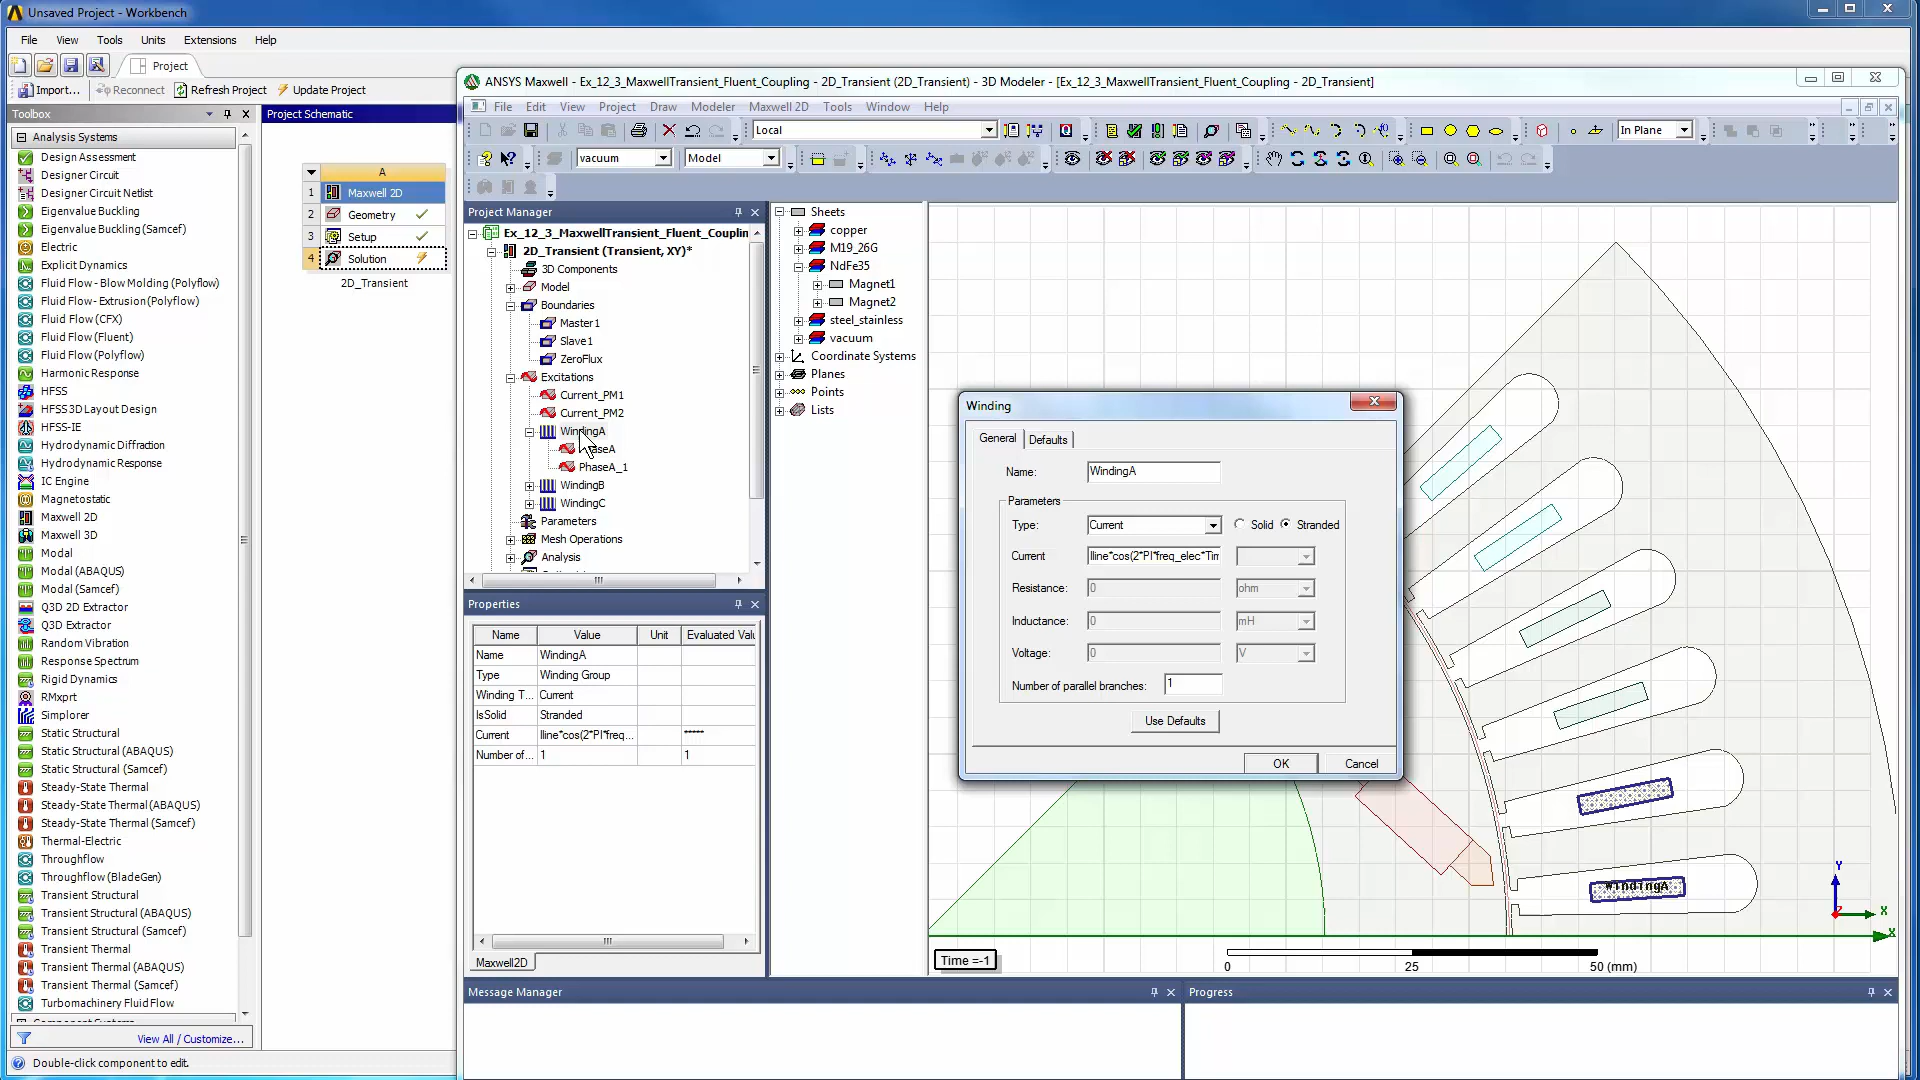 Unsaved Project - Workbench
File View Tools Units Extensions Help
Project
Import... Reconnect Refresh Project Update Project
Toolbox
Analysis Systems
Design Assessment
Designer Circuit
Designer Circuit Netlist
Eigenvalue Buckling
Eigenvalue Buckling (Samcef)
Electric
Explicit Dynamics
Fluid Flow - Blow Molding (Polyflow)
Fluid Flow - Extrusion (Polyflow)
Fluid Flow (CFX)
Fluid Flow (Fluent)
Fluid Flow (Polyflow)
Harmonic Response
HFSS
HFSS 3D Layout Design
HFSS-IE
Hydrodynamic Diffraction
Hydrodynamic Response
IC Engine
Magnetostatic
Maxwell 2D
Maxwell 3D
Modal
Modal (ABAQUS)
Modal (Samcef)
Q3D 2D Extractor
Q3D Extractor
Random Vibration
Response Spectrum
Rigid Dynamics
RMxprt
Simplorer
Static Structural
Static Structural (ABAQUS)
Static Structural (Samcef)
Steady-State Thermal
Steady-State Thermal (ABAQUS)
Steady-State Thermal (Samcef)
Thermal-Electric
Throughflow
Throughflow (BladeGen)
Transient Structural
Transient Structural (ABAQUS)
Transient Structural (Samcef)
Transient Thermal
Transient Thermal (ABAQUS)
Transient Thermal (Samcef)
Turbomachinery Fluid Flow
View All / Customize...
Double-click component to edit.
Project Schematic
A
1 Maxwell 2D
2 Geometry
3 Setup
4 Solution
2D_Transient
ANSYS Maxwell - Ex_12_3_MaxwellTransient_Fluent_Coupling - 2D_Transient (2D_Transient) - 3D Modeler - [Ex_12_3_MaxwellTransient_Fluent_Coupling - 2D_Transient]
File Edit View Project Draw Modeler Maxwell 2D Tools Window Help
Local
In Plane
vacuum
Model
Project Manager
Ex_12_3_MaxwellTransient_Fluent_Couplin
2D_Transient (Transient, XY)*
3D Components
Model
Boundaries
Master1
Slave1
ZeroFlux
Excitations
Current_PM1
Current_PM2
WindingA
PhaseA_1
WindingB
WindingC
Parameters
Mesh Operations
Analysis
Properties
Name Value Unit Evaluated Valu
Name WindingA
Type Winding Group
Winding T... Current
IsSolid Stranded
Current Iline*cos(2*PI*freq... *****
Number of... 1 1
Maxwell2D
Sheets
copper
M19_26G
NdFe35
Magnet1
Magnet2
steel_stainless
vacuum
Coordinate Systems
Planes
Points
Lists
Winding
General Defaults
Name: WindingA
Parameters
Type: Current Solid Stranded
Current Iline*cos(2*PI*freq_elec*Tim
Resistance: 0 ohm
Inductance: 0 mH
Voltage: 0 V
Number of parallel branches: 1
Use Defaults
OK Cancel
WindingA
Y
X
Z
X
Time =-1
0 25 50 (mm)
Message Manager
Progress